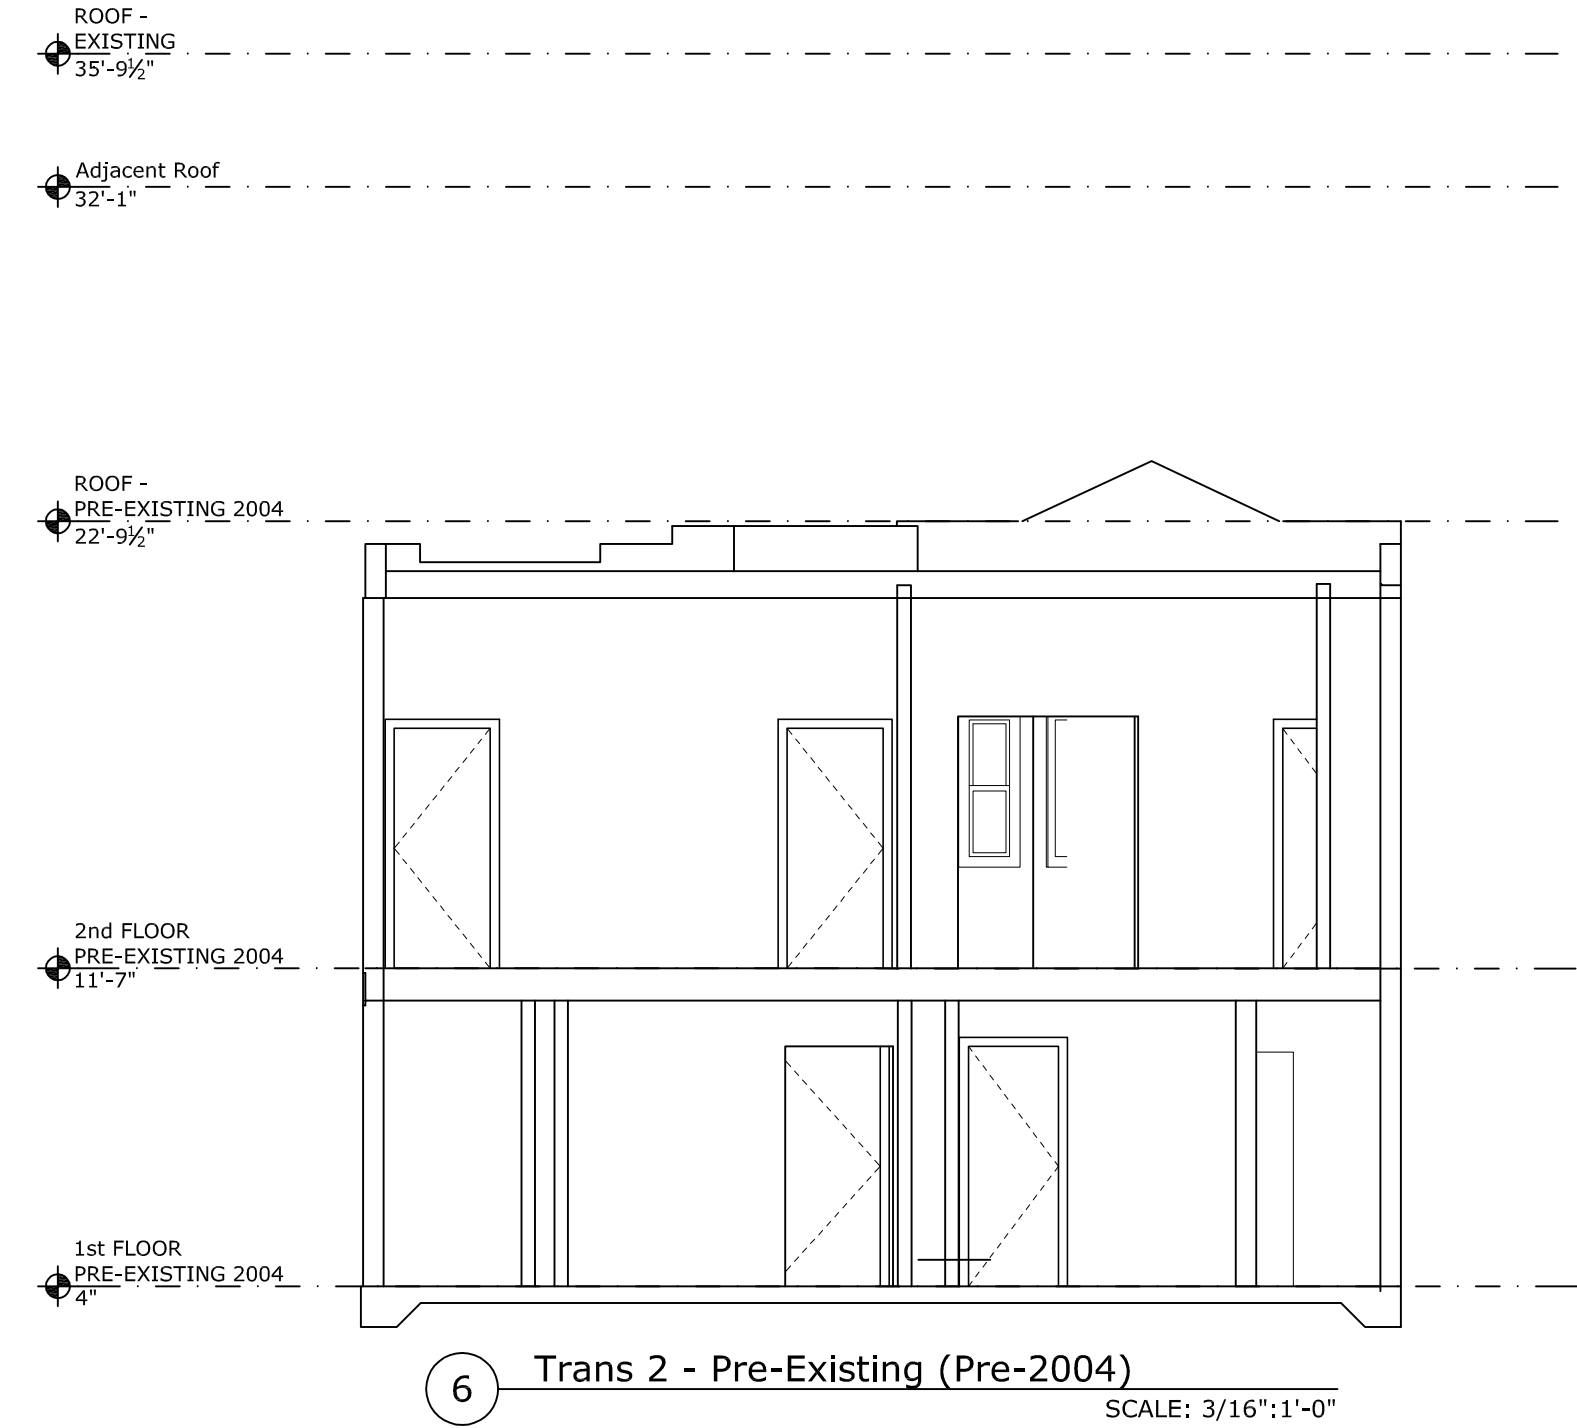 ROOF -
EXISTING
35'-9½"
Adjacent Roof
32'-1"
ROOF -
PRE-EXISTING 2004
22'-9½"
2nd FLOOR
PRE-EXISTING 2004
11'-7"
1st FLOOR
PRE-EXISTING 2004
4"
6
Trans 2 - Pre-Existing (Pre-2004)
SCALE: 3/16":1'-0"